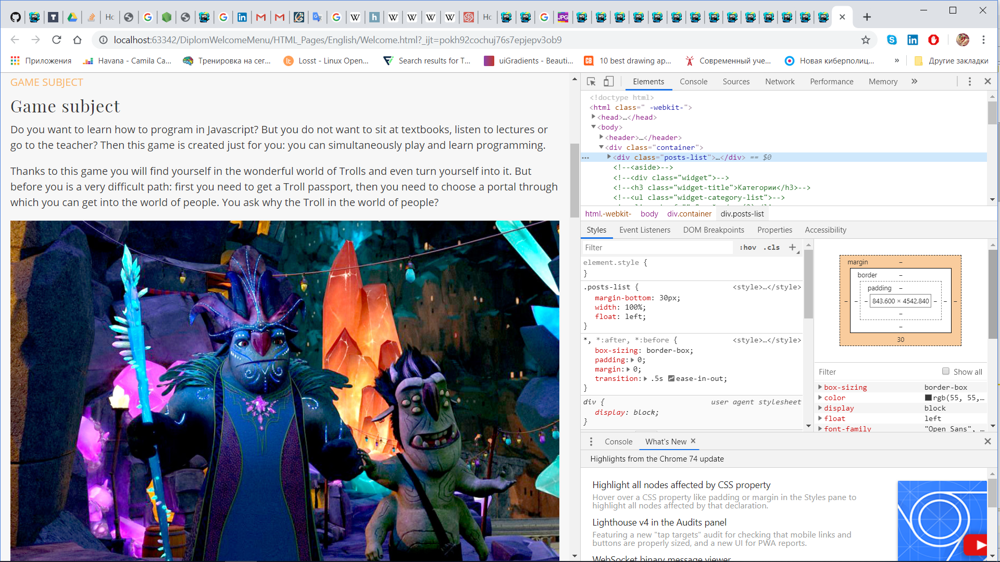 Нс
Нс
localhost:63342/DiplomWelcomeMenu/HTML_Pages/English/Welcome.html?_ijt=pokh92cochuj76s7epjepv3ob9
Приложения
Havana - Camila Ca...
Тренировка на сег...
Losst - Linux Open...
Search results for T...
uiGradients - Beauti...
10 best drawing ap...
Современный уче...
Новая киберполиц...
»
Другие закладки
GAME SUBJECT
Game subject
Do you want to learn how to program in Javascript? But you do not want to sit at textbooks, listen to lectures or
go to the teacher? Then this game is created just for you: you can simultaneously play and learn programming.
Thanks to this game you will find yourself in the wonderful world of Trolls and even turn yourself into it. But
before you is a very difficult path: first you need to get a Troll passport, then you need to choose a portal through
which you can get into the world of people. You ask why the Troll in the world of people?
Elements Console Sources Network Performance Memory »
<!doctype html>
<html class=" -webkit-">
<head>…</head>
<body>
<header>…</header>
<div class="container">
<div class="posts-list">…</div> == $0
<!--<aside>-->
<!--<div class="widget">-->
<!--<h3 class="widget-title">Категории</h3>-->
<!--<ul class="widget-category-list">-->
html.-webkit- body div.container div.posts-list
Styles Event Listeners DOM Breakpoints Properties Accessibility
Filter :hov .cls +
element.style {
}
.posts-list { <style>…</style>
margin-bottom: 30px;
width: 100%;
float: left;
}
*, *:after, *:before { <style>…</style>
box-sizing: border-box;
padding: 0;
margin: 0;
transition: .5s ease-in-out;
}
div { user agent stylesheet
display: block;
}
margin –
border –
padding –
– – – 843.600 × 4542.840 – – –
–
–
30
Filter Show all
box-sizing border-box
color rgb(55, 55,…
display block
float left
font-family "Open Sans", …
Console What's New ×
Highlights from the Chrome 74 update
Highlight all nodes affected by CSS property
Hover over a CSS property like padding or margin in the Styles pane to
highlight all nodes affected by that declaration.
Lighthouse v4 in the Audits panel
Featuring a new "tap targets" audit for checking that mobile links and
buttons are properly sized, and a new UI for PWA reports.
WebSocket binary message viewer